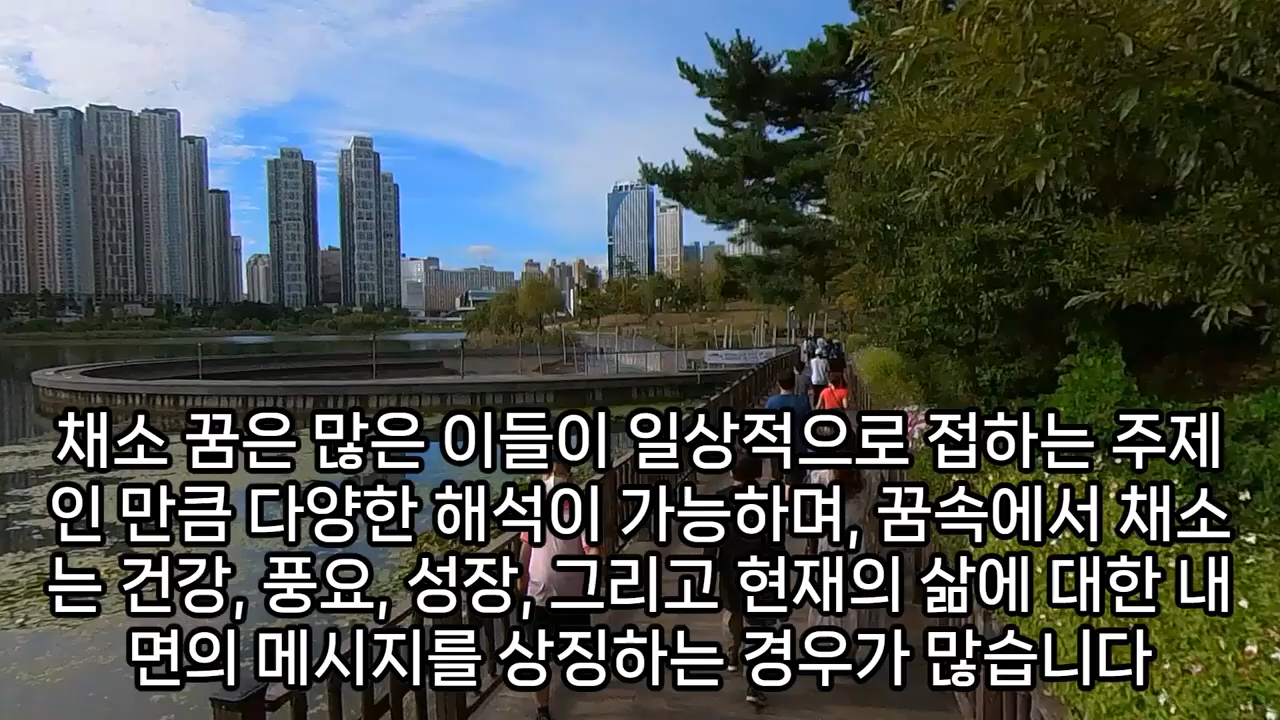 채소 꿈은 많은 이들이 일상적으로 접하는 주제
인 만큼 다양한 해석이 가능하며, 꿈속에서 채소
는 건강, 풍요, 성장, 그리고 현재의 삶에 대한 내
면의 메시지를 상징하는 경우가 많습니다